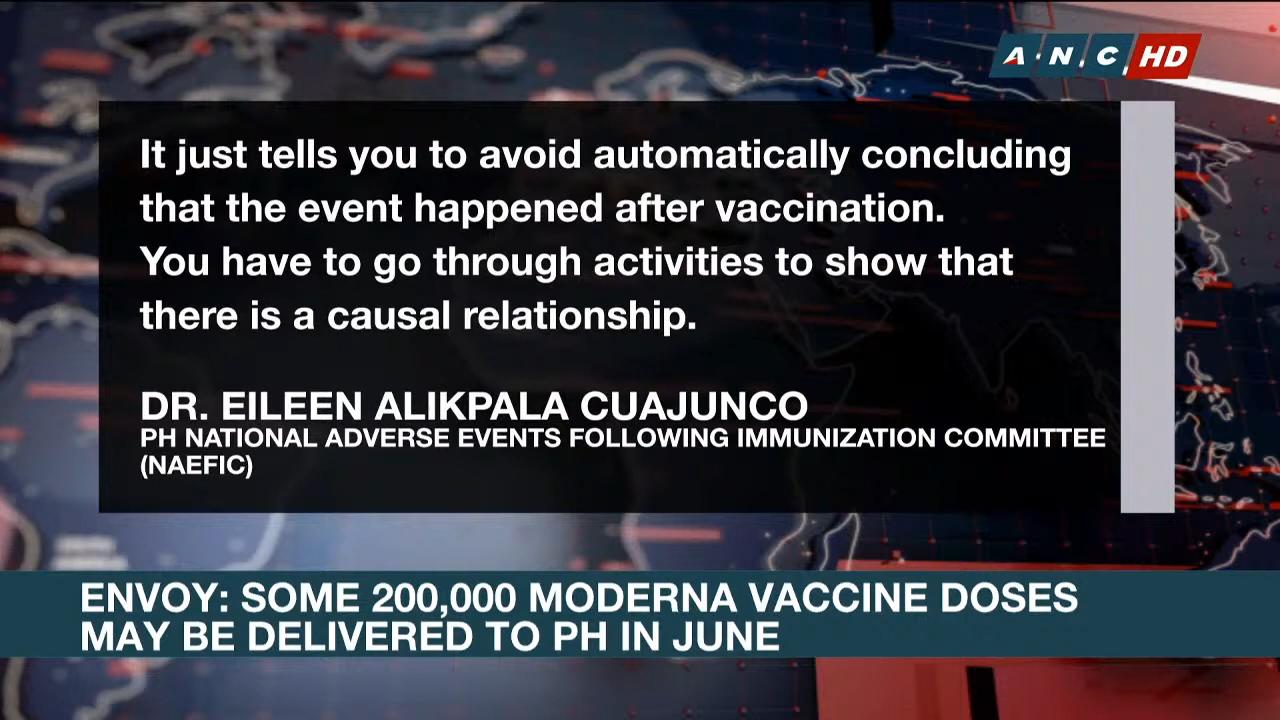 A.N.C HD
It just tells you to avoid automatically concluding
that the event happened after vaccination.
You have to go through activities to show that
there is a causal relationship.
DR. EILEEN ALIKPALA CUAJUNCO
PH NATIONAL ADVERSE EVENTS FOLLOWING IMMUNIZATION COMMITTEE
(NAEFIC)
ENVOY: SOME 200,000 MODERNA VACCINE DOSES
MAY BE DELIVERED TO PH IN JUNE